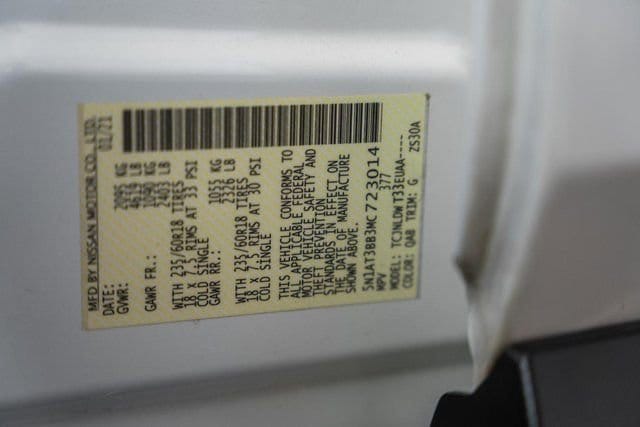 MFD BY NISSAN MOTOR CO., LTD.
DATE: 01/21
GVWR: 2095 KG
4619 LB
GAWR FR.: 1090 KG
2403 LB
WITH 235/60R18 TIRES
18 X 7.5 RIMS AT 33 PSI
COLD SINGLE
GAWR RR.: 1055 KG
2326 LB
WITH 235/60R18 TIRES
18 X 7.5 RIMS AT 30 PSI
COLD SINGLE
THIS VEHICLE CONFORMS TO
ALL APPLICABLE FEDERAL
MOTOR VEHICLE SAFETY AND
THEFT PREVENTION
STANDARDS IN EFFECT ON
THE DATE OF MANUFACTURE
SHOWN ABOVE.
5N1AT3BB3MC723014
MPV 377
MODEL: TCJNLDW T33EUAA----
COLOR: QAB TRIM: G ZS30A